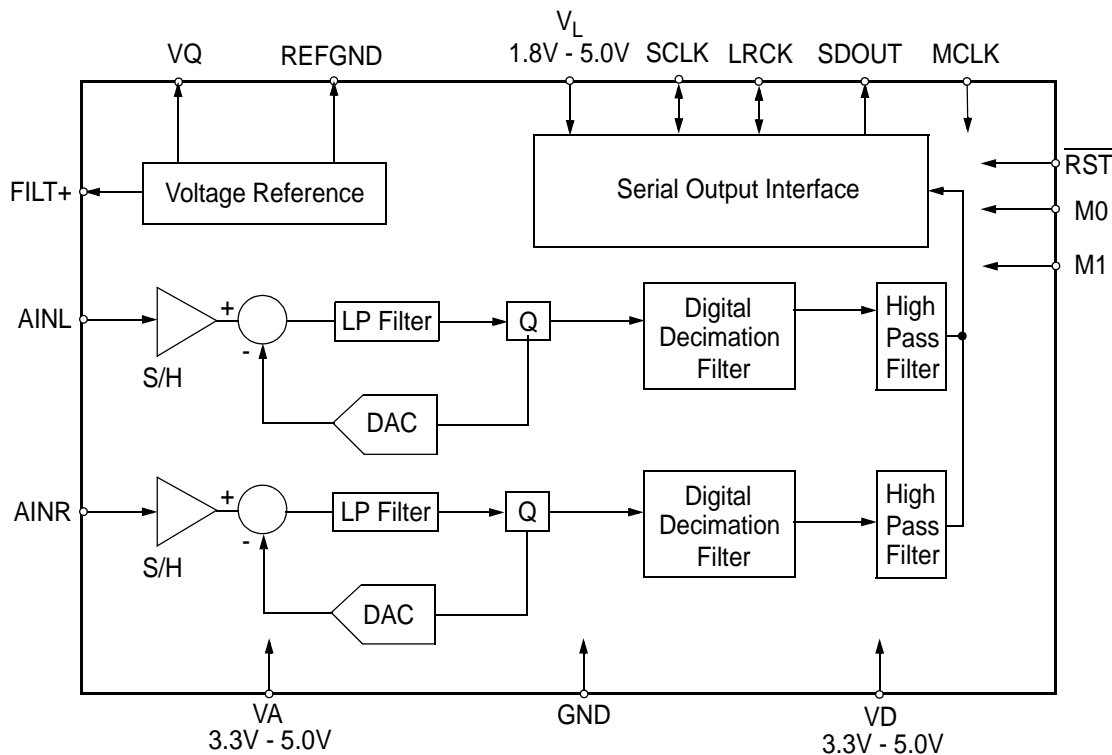 V_L
VQ REFGND 1.8V - 5.0V SCLK LRCK SDOUT MCLK
RST
FILT+ Voltage Reference Serial Output Interface
M0
M1
AINL
+
-
S/H
LP Filter
Q
Digital
Decimation
Filter
High
Pass
Filter
DAC
AINR
+
-
S/H
LP Filter
Q
Digital
Decimation
Filter
High
Pass
Filter
DAC
VA
3.3V - 5.0V
GND
VD
3.3V - 5.0V